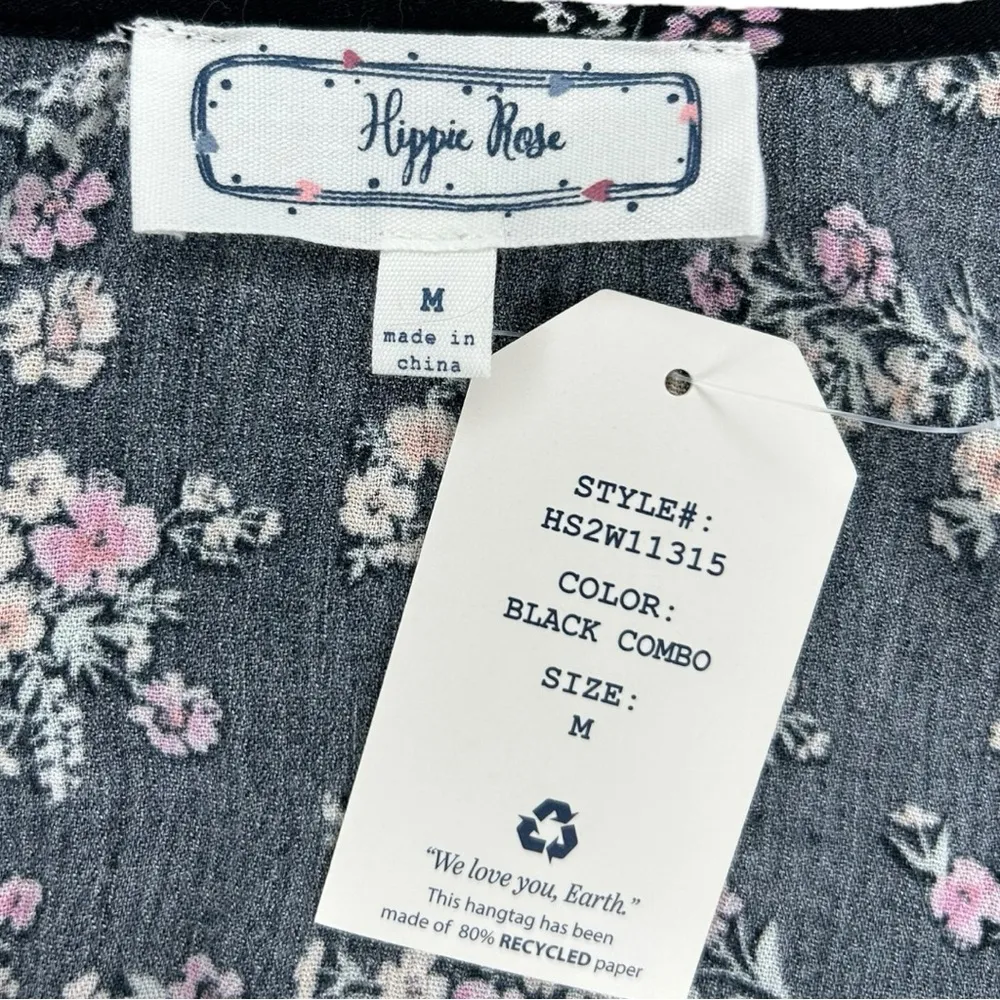 Hippie Rose
M
made in
china
STYLE#:
HS2W11315
COLOR:
BLACK COMBO
SIZE:
M
“We love you, Earth.”
This hangtag has been
made of 80% RECYCLED paper